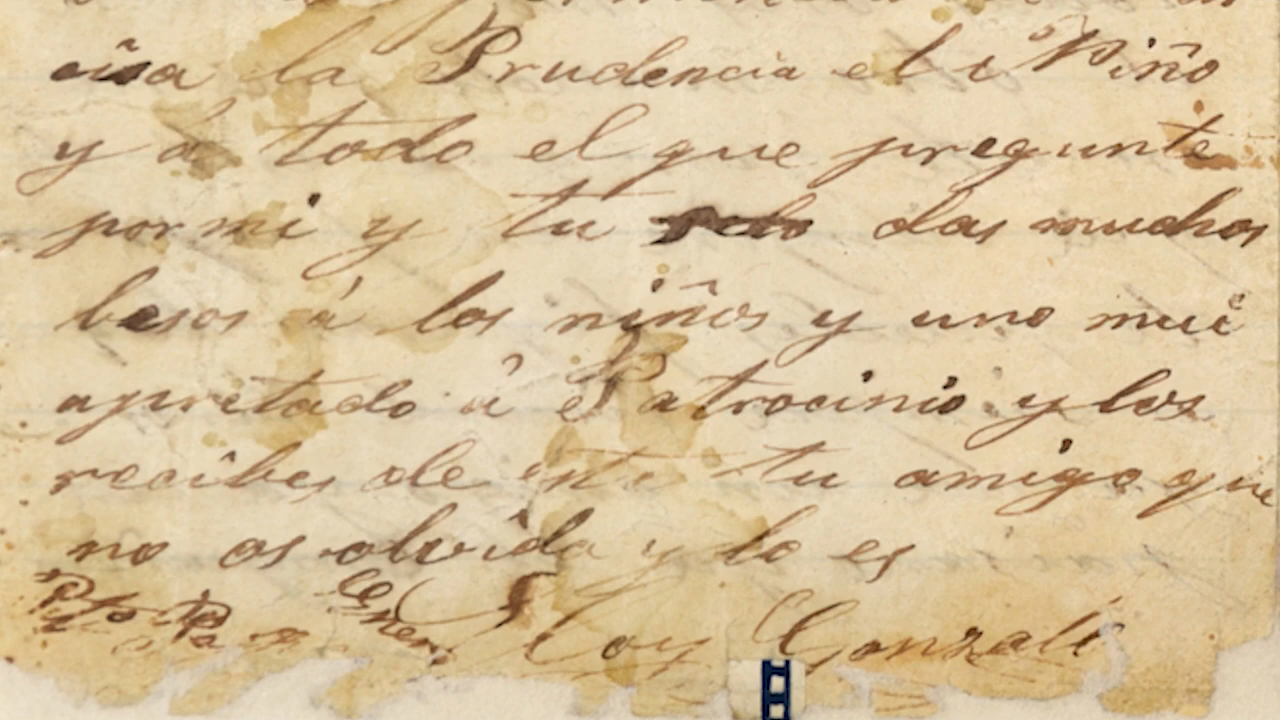 la Prudencia el Niño
y á todo el que pregunte
por mi y tu das muchos
besos á los niños y uno mui
apretado á Patrocinio y los
recibes de este tu amigo que
no os olvida y lo es
Eloy Gonzalo